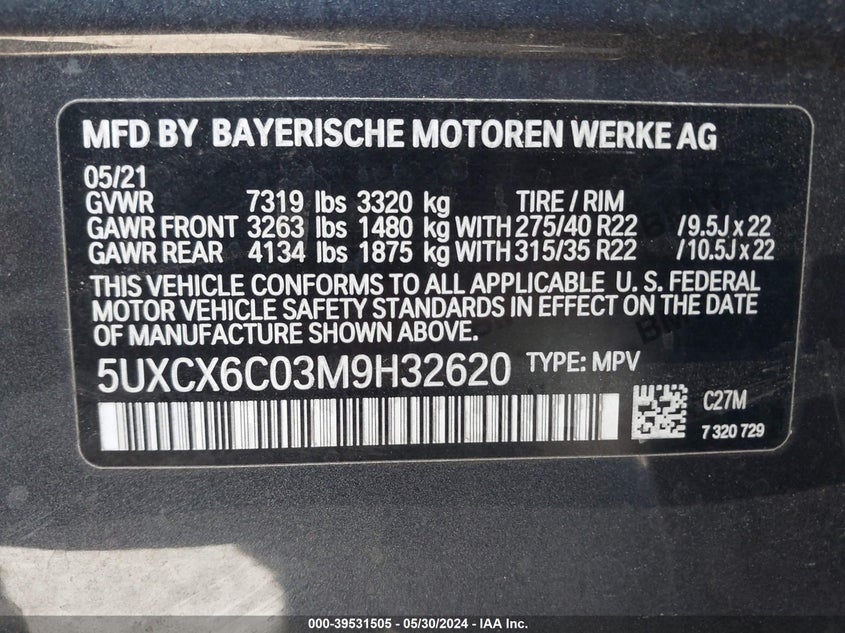 MFD BY BAYERISCHE MOTOREN WERKE AG
05/21
GVWR 7319 lbs 3320 kg TIRE / RIM
GAWR FRONT 3263 lbs 1480 kg WITH 275/40 R22 /9.5J x 22
GAWR REAR 4134 lbs 1875 kg WITH 315/35 R22 /10.5J x 22
THIS VEHICLE CONFORMS TO ALL APPLICABLE U. S. FEDERAL
MOTOR VEHICLE SAFETY STANDARDS IN EFFECT ON THE DATE
OF MANUFACTURE SHOWN ABOVE.
5UXCX6C03M9H32620 TYPE: MPV
C27M
7 320 729
000-39531505 - 05/30/2024 - IAA Inc.